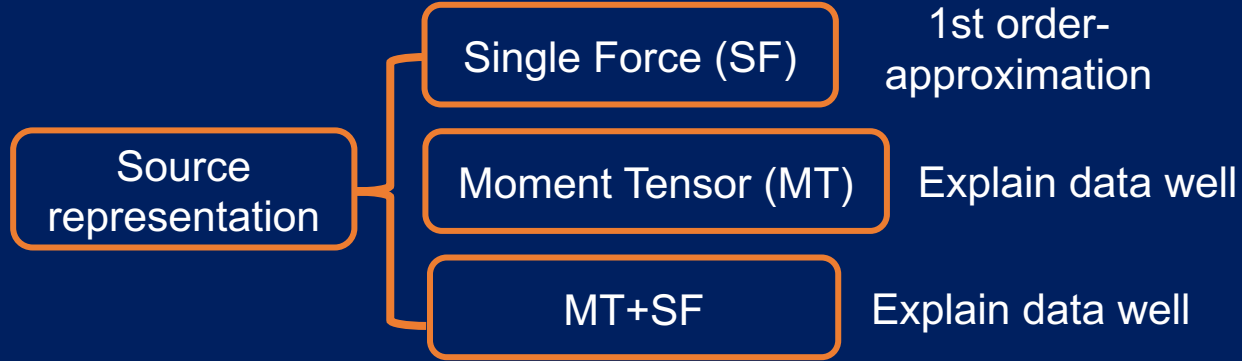 Source
representation
Single Force (SF)
1st order-
approximation
Moment Tensor (MT)
Explain data well
MT+SF
Explain data well